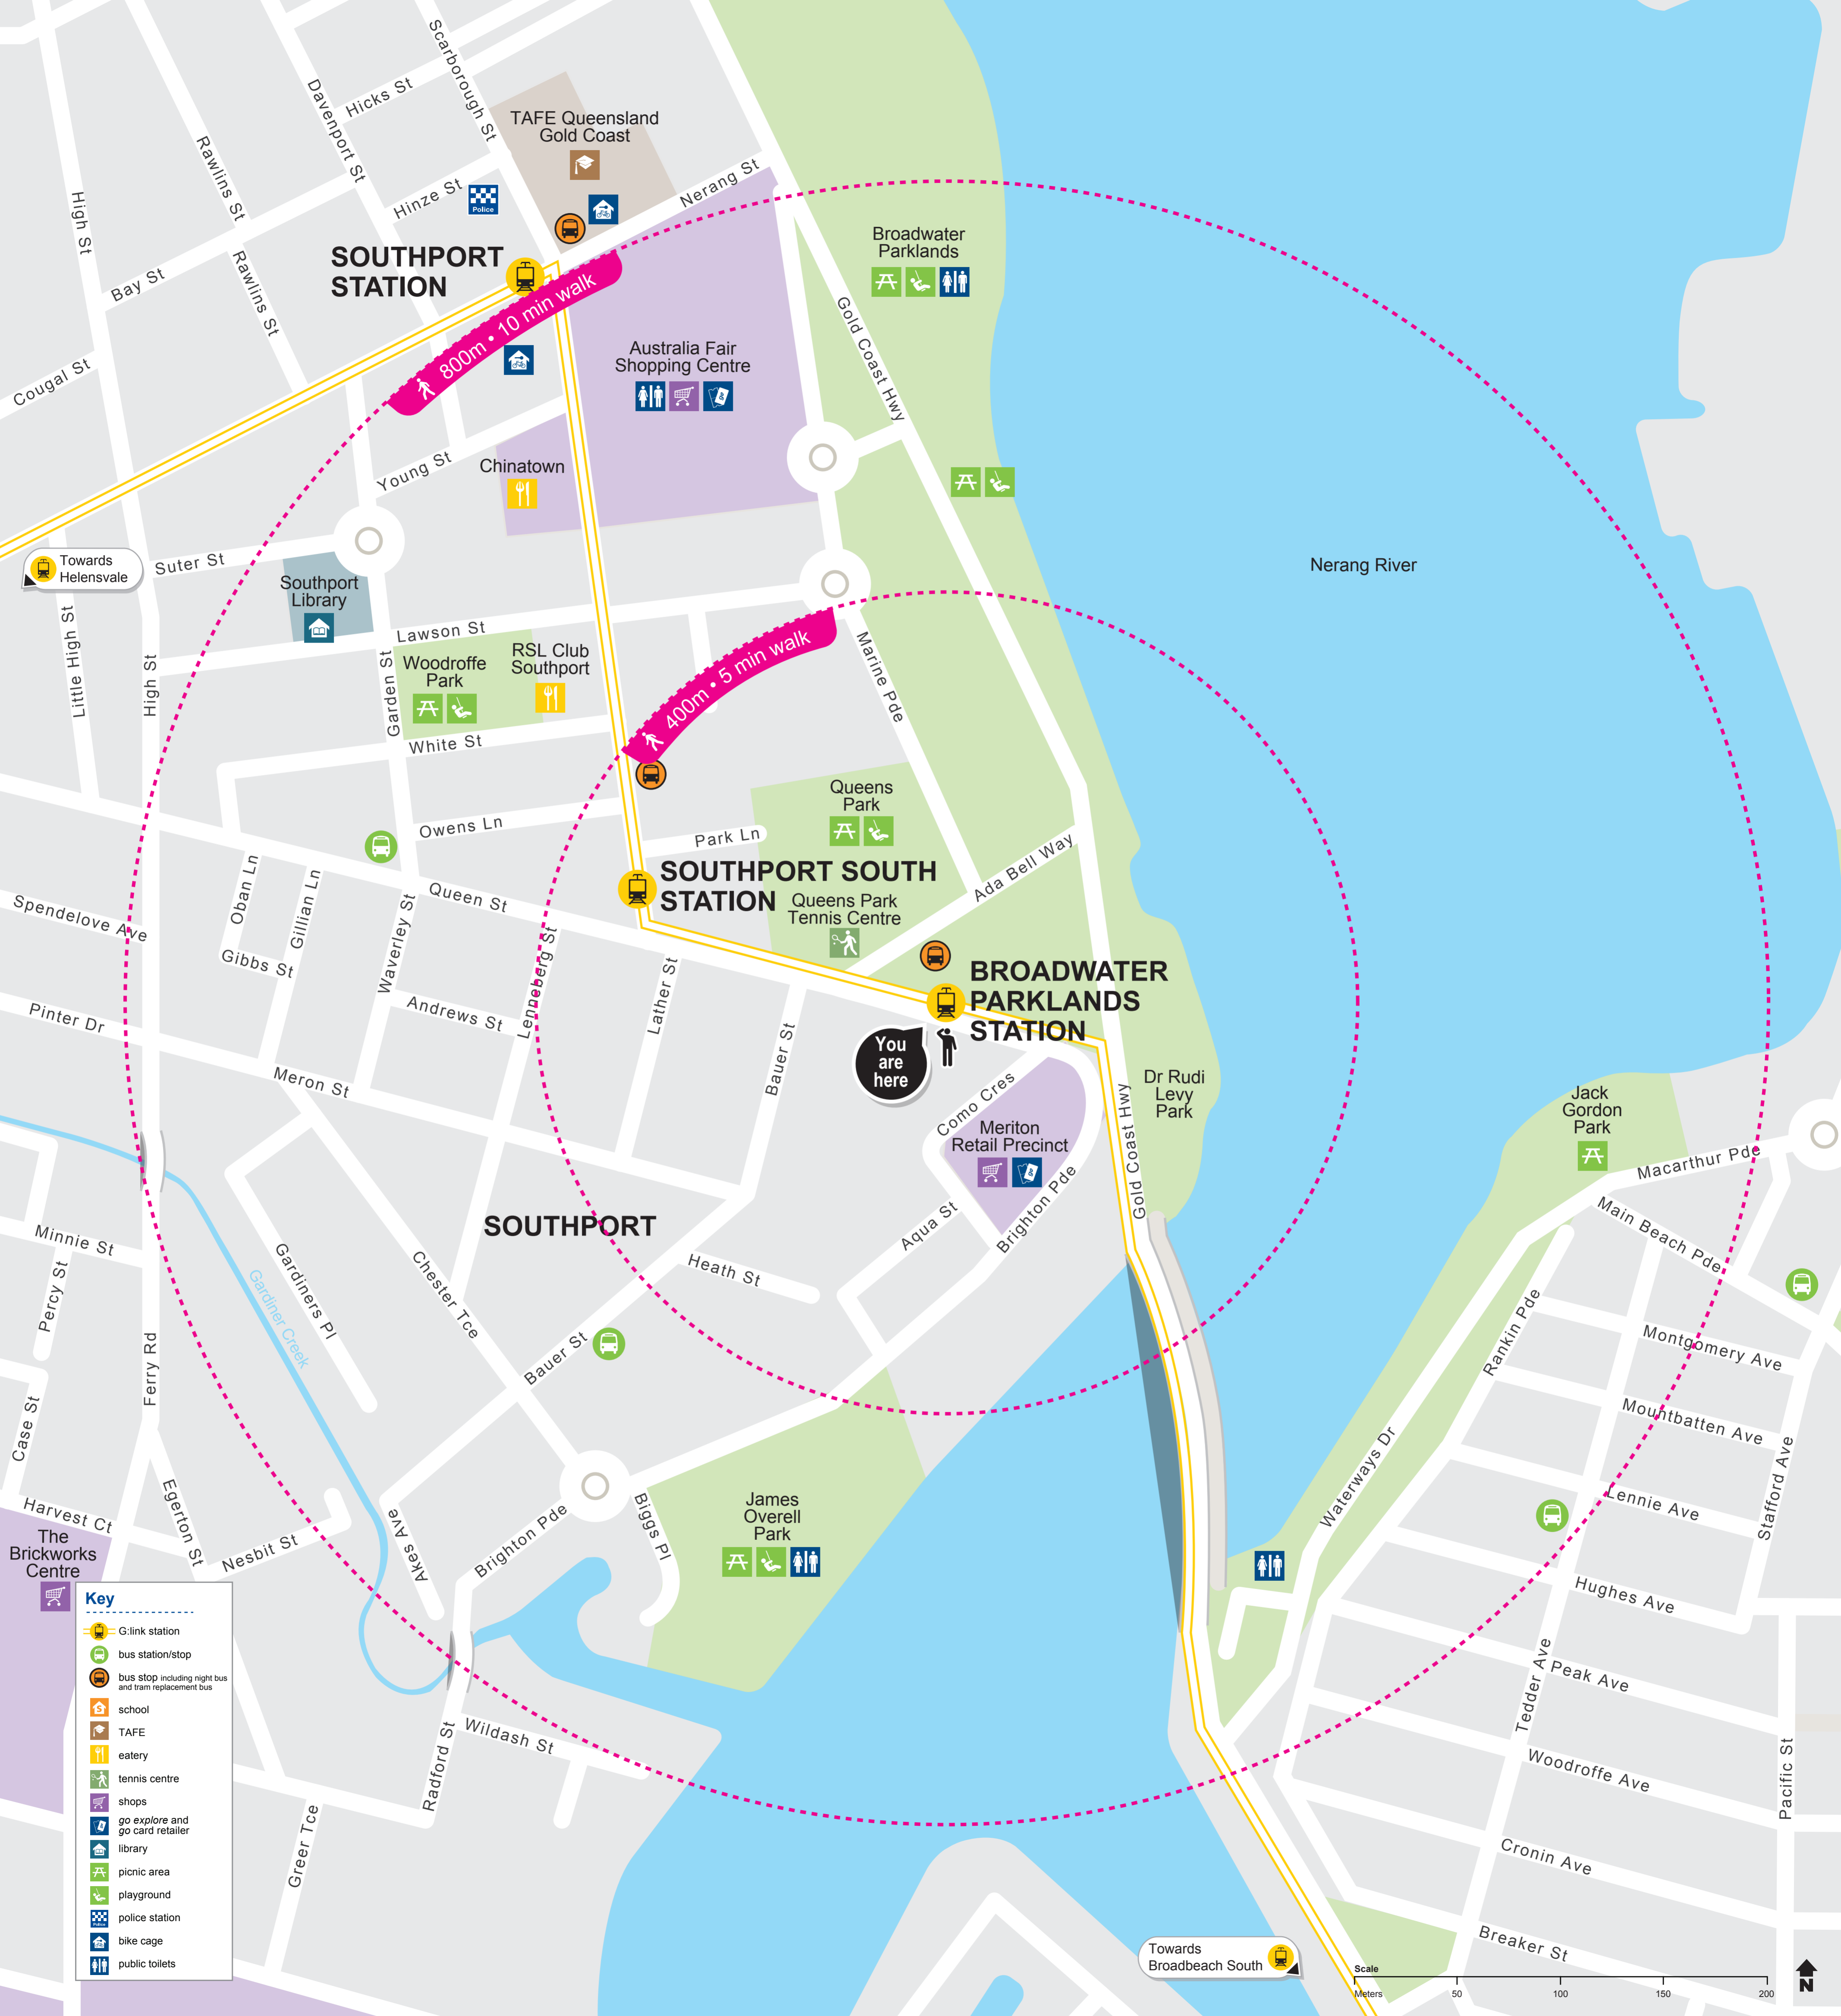 Scarborough St
Hicks St
Davenport St
TAFE Queensland
Gold Coast
Rawlins St
Nerang St
Hinze St
Police
High St
Broadwater
Parklands
SOUTHPORT
STATION
Rawlins St
Bay St
800m • 10 min walk
Gold Coast Hwy
Australia Fair
Shopping Centre
Cougal St
Young St
Chinatown
Towards
Helensvale
Suter St
Nerang River
Southport
Library
Little High St
Lawson St
High St
Garden St
Woodroffe
Park
RSL Club
Southport
400m • 5 min walk
Marine Pde
White St
Queens
Park
Owens Ln
Park Ln
Ada Bell Way
SOUTHPORT SOUTH
STATION
Queens Park
Tennis Centre
Oban Ln
Gillian Ln
Queen St
Spendelove Ave
Waverley St
Gibbs St
Lenneberg St
Lather St
BROADWATER
PARKLANDS
STATION
Andrews St
Pinter Dr
Bauer St
You
are
here
Meron St
Como Cres
Gold Coast Hwy
Dr Rudi
Levy
Park
Jack
Gordon
Park
Meriton
Retail Precinct
Macarthur Pde
Brighton Pde
Aqua St
SOUTHPORT
Minnie St
Percy St
Gardiners Pl
Gardiner Creek
Chester Tce
Heath St
Main Beach Pde
Rankin Pde
Montgomery Ave
Ferry Rd
Bauer St
Case St
Mountbatten Ave
Waterways Dr
Stafford Ave
Lennie Ave
Harvest Ct
Egerton St
Nesbit St
Akes Ave
Brighton Pde
Biggs Pl
James
Overell
Park
The
Brickworks
Centre
Hughes Ave
Peak Ave
Tedder Ave
Woodroffe Ave
Pacific St
Wildash St
Radford St
Greer Tce
Cronin Ave
Breaker St
Key
G:link station
bus station/stop
bus stop including night bus
and tram replacement bus
school
TAFE
eatery
tennis centre
shops
go explore and
go card retailer
library
picnic area
playground
Police
police station
bike cage
public toilets
Towards
Broadbeach South
Scale
Meters 50 100 150 200
N